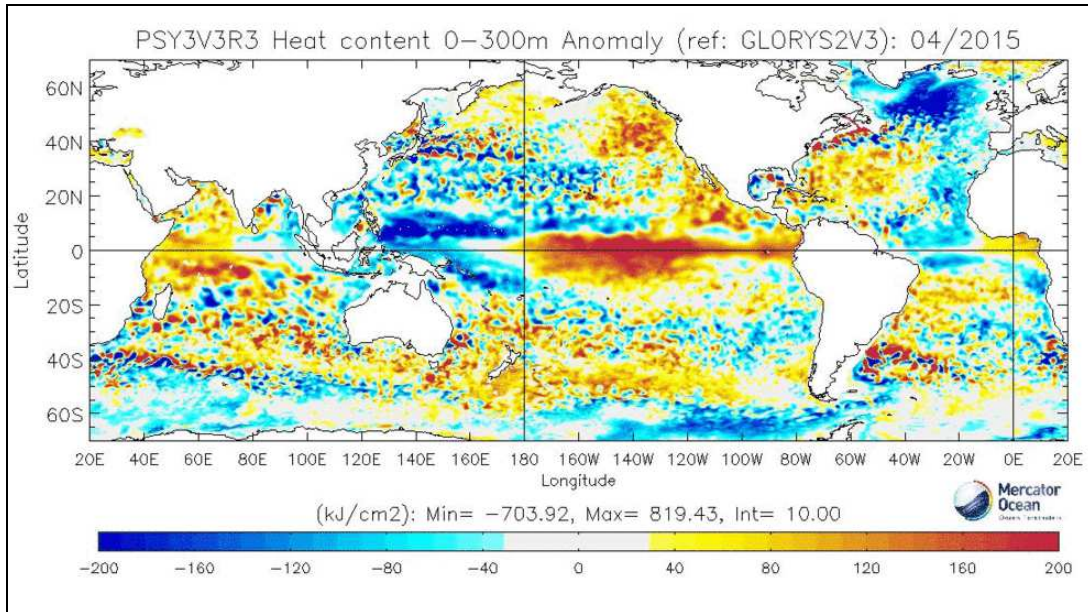 PSY3V3R3 Heat content 0-300m Anomaly (ref: GLORYS2V3): 04/2015
60N
40N
20N
0
20S
40S
60S
Latitude
20E 40E 60E 80E 100E 120E 140E 160E 180 160W 140W 120W 100W 80W 60W 40W 20W 0E 20E
Longitude
(kJ/cm2): Min= -703.92, Max= 819.43, Int= 10.00
Mercator
Ocean
-200 -160 -120 -80 -40 0 40 80 120 160 200